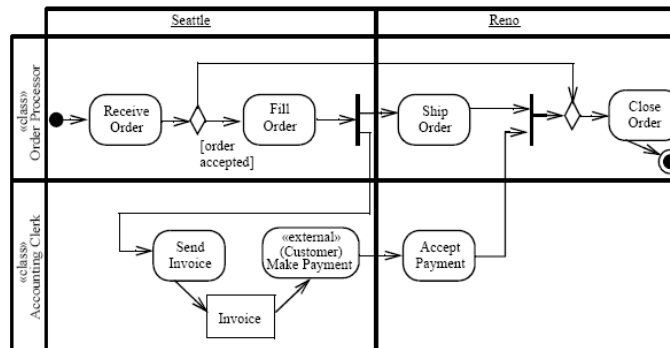 Seattle
Reno
«class»
Order Processor
Receive
Order
[order
accepted]
Fill
Order
Ship
Order
Close
Order
«class»
Accounting Clerk
Send
Invoice
Invoice
«external»
(Customer)
Make Payment
Accept
Payment